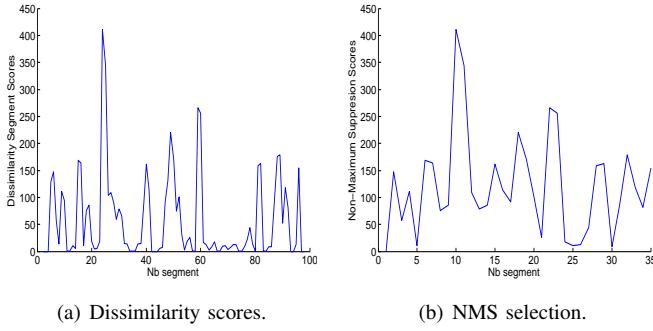 450
400
350
300
250
200
150
100
50
0
0 20 40 60 80 100
Dissimilarity Segment Scores
Nb segment
(a) Dissimilarity scores.
450
400
350
300
250
200
150
100
50
0
0 5 10 15 20 25 30 35
Non−Maximum Suppresion Scores
Nb segment
(b) NMS selection.